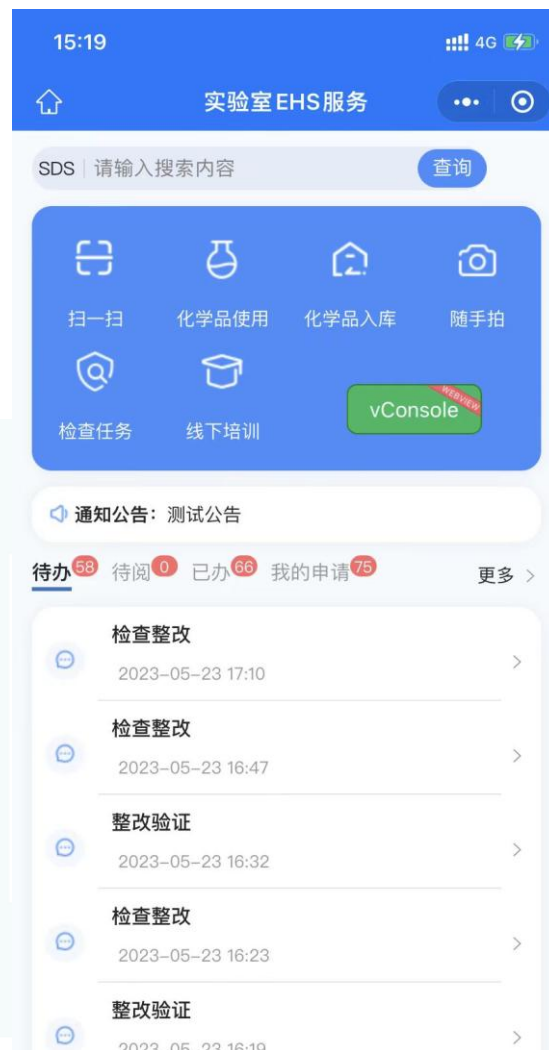 15:19 4G
实验室EHS服务
SDS 请输入搜索内容 查询
扫一扫 化学品使用 化学品入库 随手拍
检查任务 线下培训 vConsole WEBVIEW
通知公告：测试公告
待办58 待阅0 已办66 我的申请75 更多
检查整改
2023-05-23 17:10
检查整改
2023-05-23 16:47
整改验证
2023-05-23 16:32
检查整改
2023-05-23 16:23
整改验证
2023-05-23 16:19